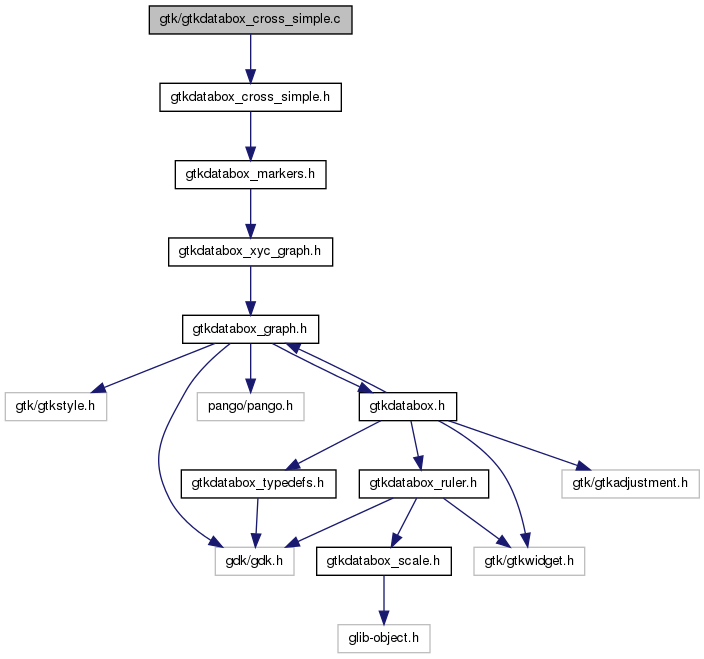 gtk/gtkdatabox_cross_simple.c
gtkdatabox_cross_simple.h
gtkdatabox_markers.h
gtkdatabox_xyc_graph.h
gtkdatabox_graph.h
gtk/gtkstyle.h
pango/pango.h
gtkdatabox.h
gtkdatabox_typedefs.h
gtkdatabox_ruler.h
gtk/gtkadjustment.h
gdk/gdk.h
gtkdatabox_scale.h
gtk/gtkwidget.h
glib-object.h